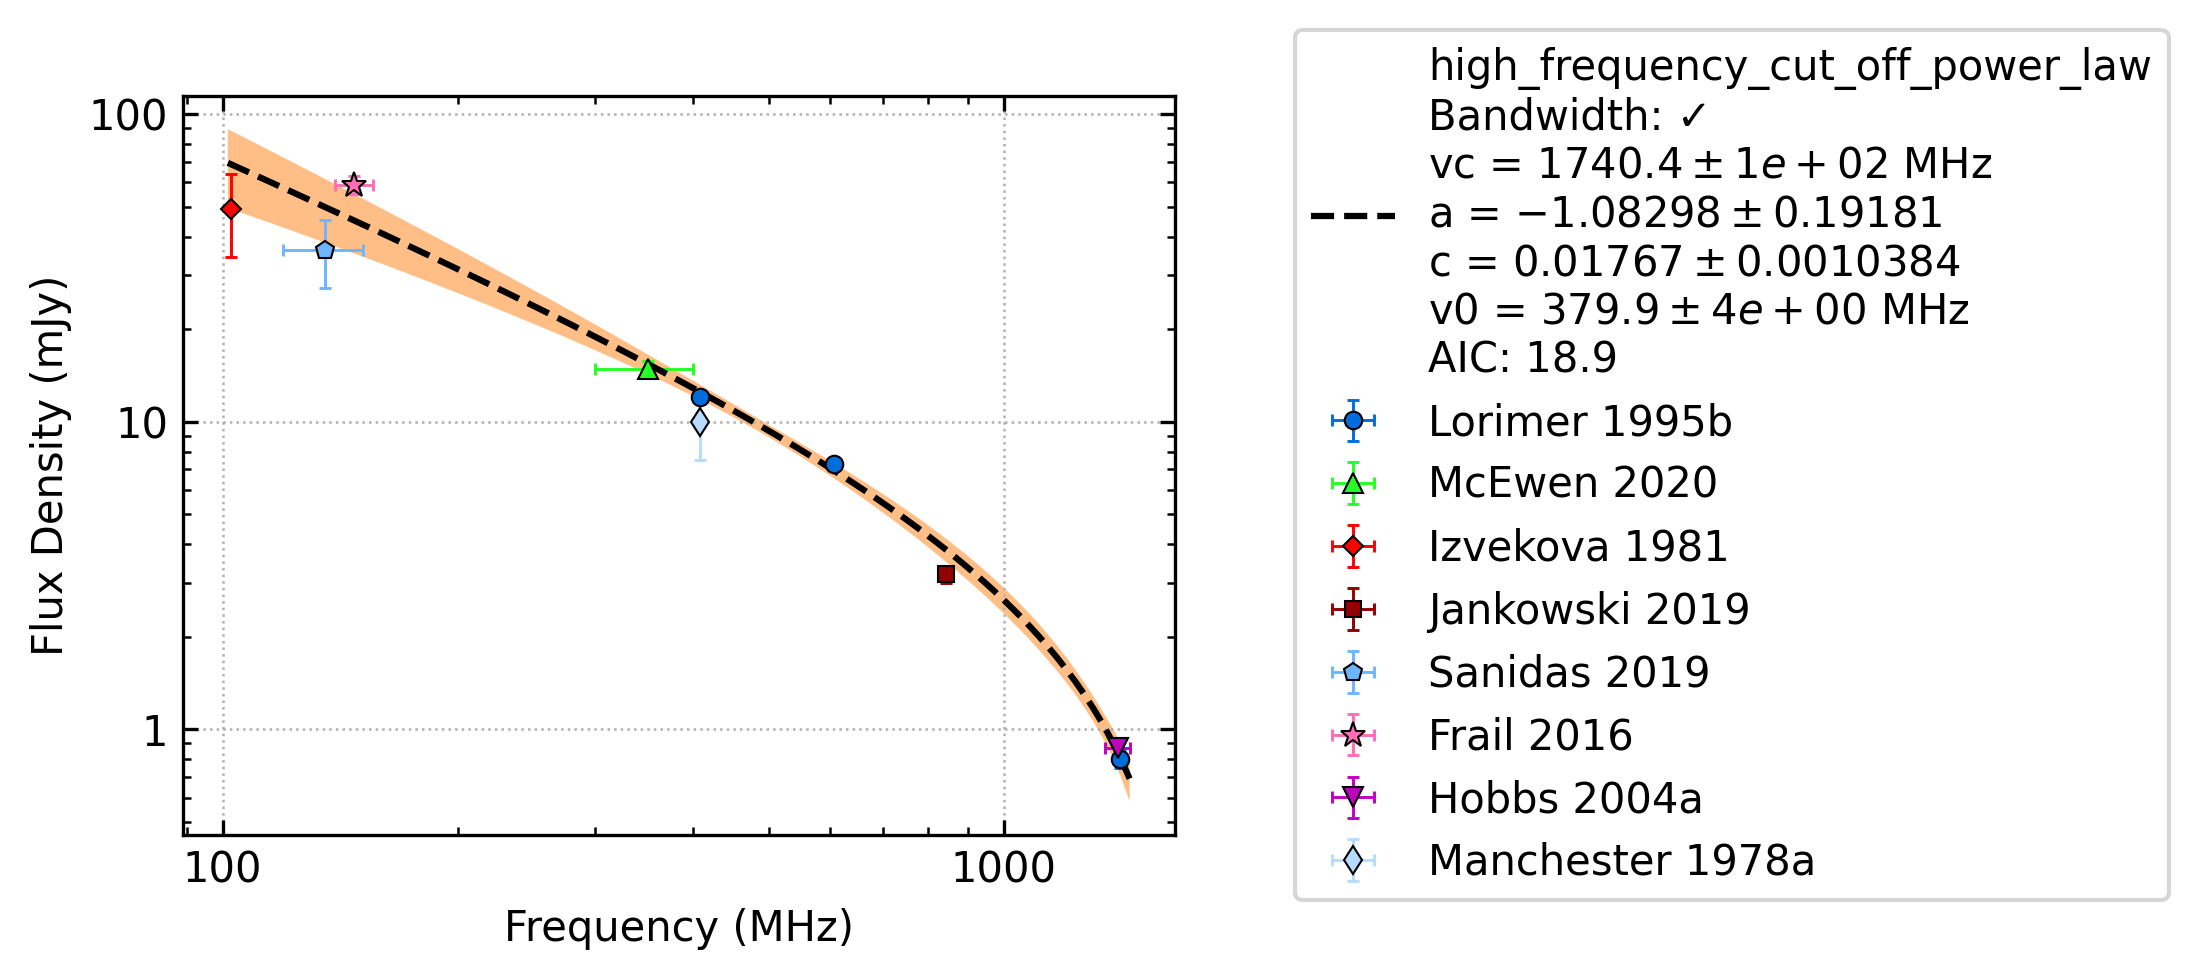 100
10
1
Flux Density (mJy)
100
1000
Frequency (MHz)
high_frequency_cut_off_power_law
Bandwidth: ✓
vc = 1740.4 ± 1e + 02 MHz
a = −1.08298 ± 0.19181
c = 0.01767 ± 0.0010384
v0 = 379.9 ± 4e + 00 MHz
AIC: 18.9
Lorimer 1995b
McEwen 2020
Izvekova 1981
Jankowski 2019
Sanidas 2019
Frail 2016
Hobbs 2004a
Manchester 1978a